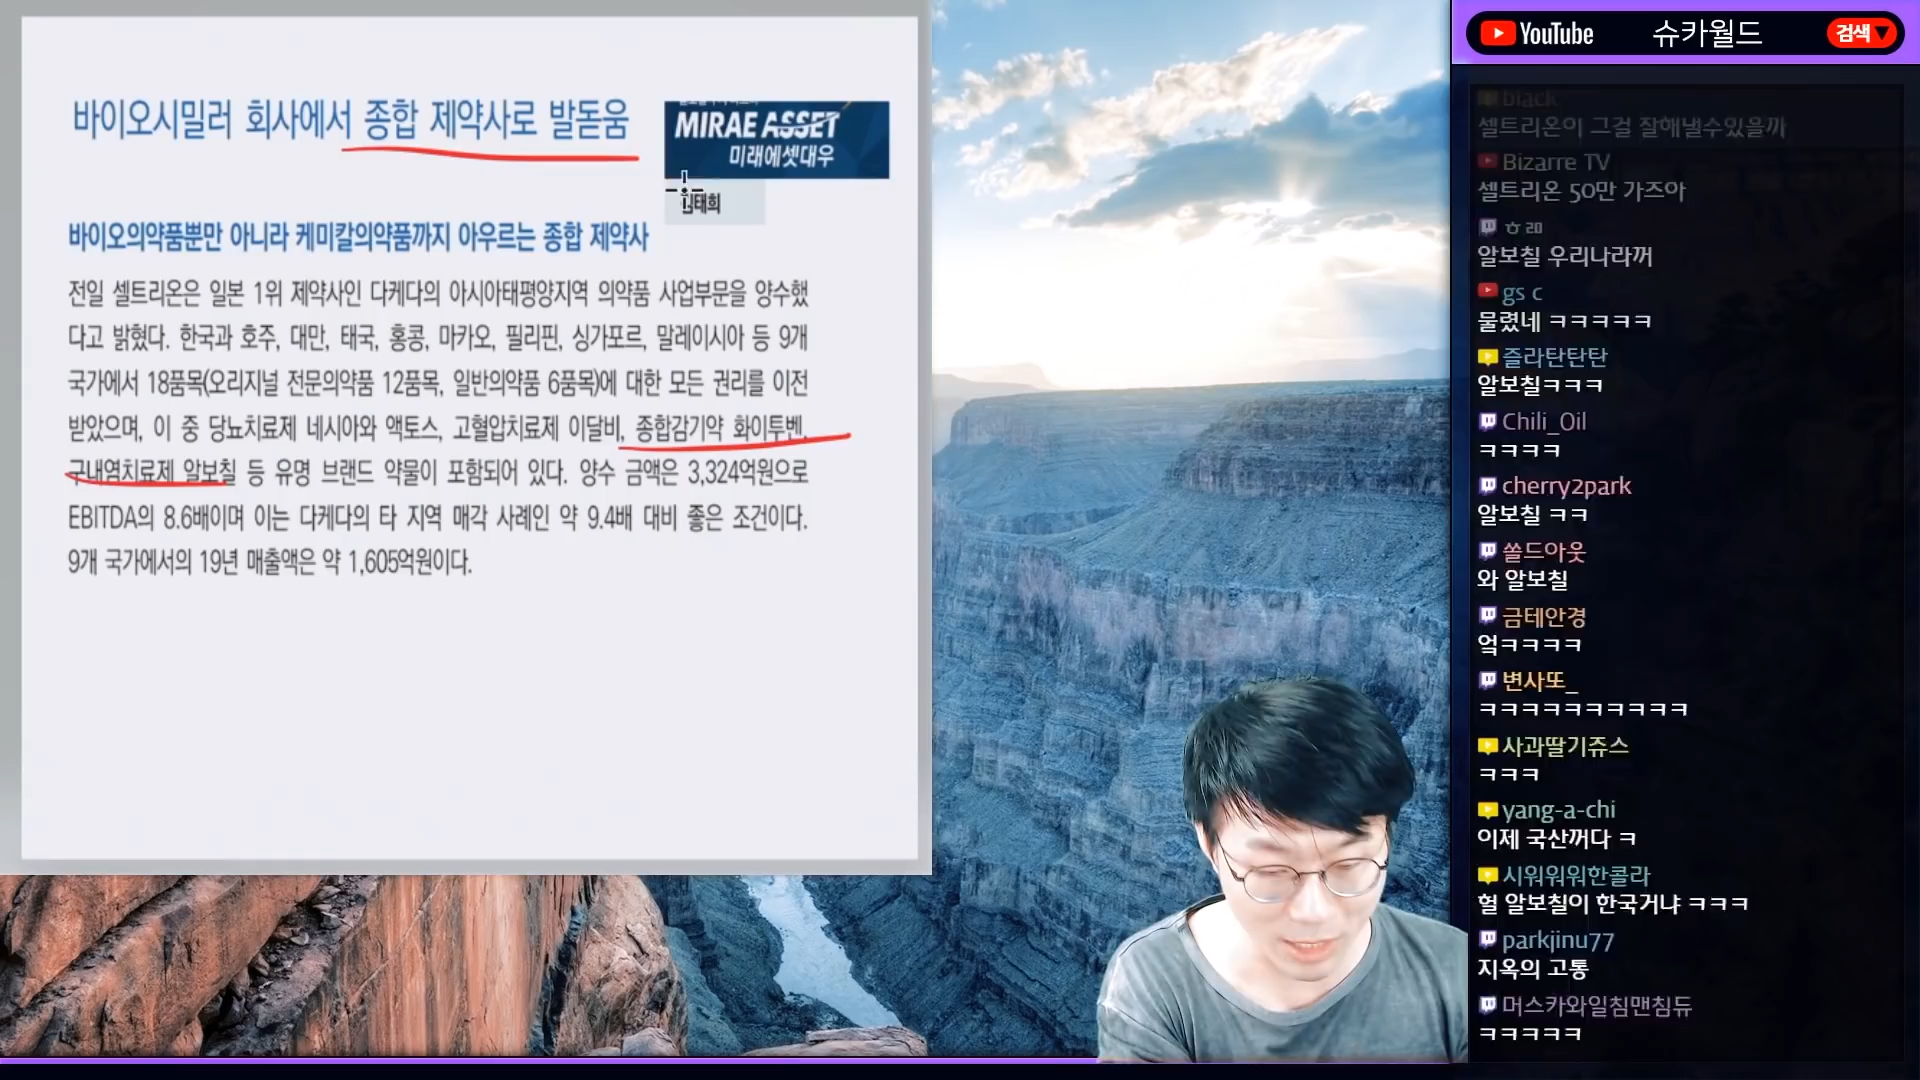 바이오시밀러 회사에서 종합 제약사로 발돋움
MIRAE ASSET
미래에셋대우
바이오의약품뿐만 아니라 케미칼의약품까지 아우르는 종합 제약사
전일 셀트리온은 일본 1위 제약사인 다케다의 아시아태평양지역 의약품 사업부문을 양수했
다고 밝혔다. 한국과 호주, 대만, 태국, 홍콩, 마카오, 필리핀, 싱가포르, 말레이시아 등 9개
국가에서 18품목(오리지널 전문의약품 12품목, 일반의약품 6품목)에 대한 모든 권리를 이전
받았으며, 이 중 당뇨치료제 네시아와 액토스, 고혈압치료제 이달비, 종합감기약 화이투벤,
구내염치료제 알보칠 등 유명 브랜드 약물이 포함되어 있다. 양수 금액은 3,324억원으로
EBITDA의 8.6배이며 이는 다케다의 타 지역 매각 사례인 약 9.4배 대비 좋은 조건이다.
9개 국가에서의 19년 매출액은 약 1,605억원이다.
YouTube 슈카월드 검색▼
black
셀트리온이 그걸 잘해낼수있을까
Bizarre TV
셀트리온 50만 가즈아
ㅎㄹㅁ
알보칠 우리나라꺼
gs c
물렸네 ㅋㅋㅋㅋㅋ
즐라탄탄탄
알보칠ㅋㅋㅋ
Chili_Oil
ㅋㅋㅋㅋ
cherry2park
알보칠 ㅋㅋ
쏠드아웃
와 알보칠
금테안경
엌ㅋㅋㅋㅋ
변사또_
ㅋㅋㅋㅋㅋㅋㅋㅋㅋㅋ
사과딸기쥬스
ㅋㅋㅋ
yang-a-chi
이제 국산꺼다 ㅋ
시워워워한콜라
헐 알보칠이 한국거냐 ㅋㅋㅋ
parkjinu77
지옥의 고통
머스카와일침맨침듀
ㅋㅋㅋㅋㅋ